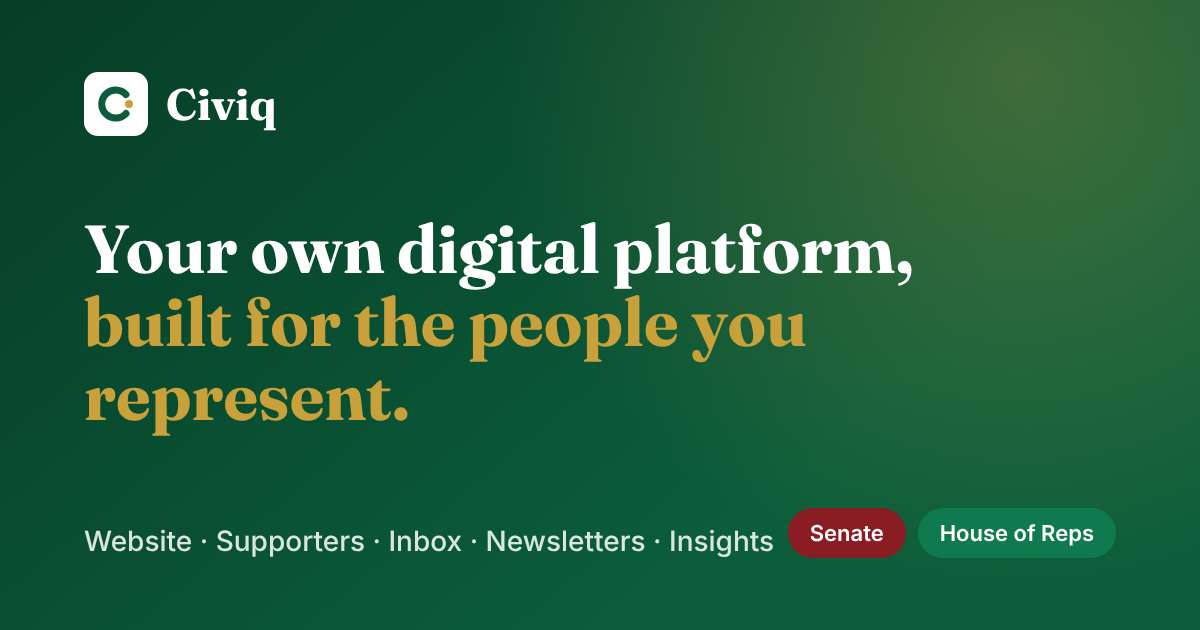 Civiq
Your own digital platform,
built for the people you
represent.
Website · Supporters · Inbox · Newsletters · Insights
Senate
House of Reps